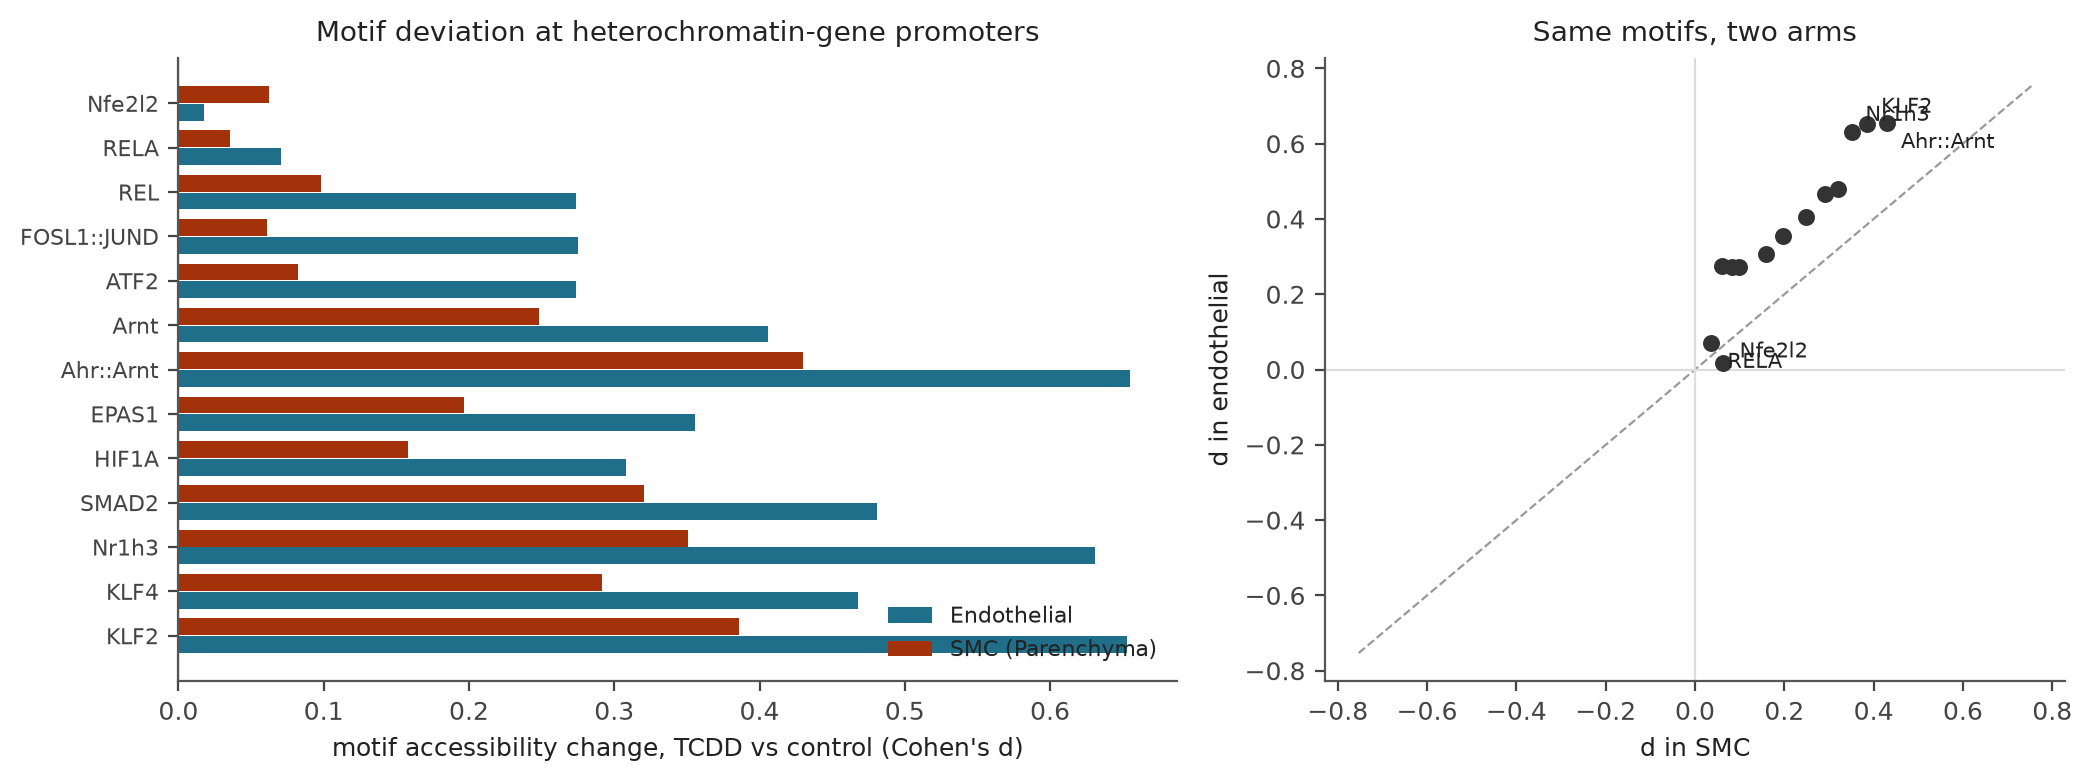 Motif deviation at heterochromatin-gene promoters
Nfe2l2
RELA
REL
FOSL1::JUND
ATF2
Arnt
Ahr::Arnt
EPAS1
HIF1A
SMAD2
Nr1h3
KLF4
KLF2
Endothelial
SMC (Parenchyma)
0.0 0.1 0.2 0.3 0.4 0.5 0.6
motif accessibility change, TCDD vs control (Cohen's d)
Same motifs, two arms
d in endothelial
0.8
0.6
0.4
0.2
0.0
−0.2
−0.4
−0.6
−0.8
KLF2
Nr1h3
Ahr::Arnt
Nfe2l2
RELA
−0.8 −0.6 −0.4 −0.2 0.0 0.2 0.4 0.6 0.8
d in SMC